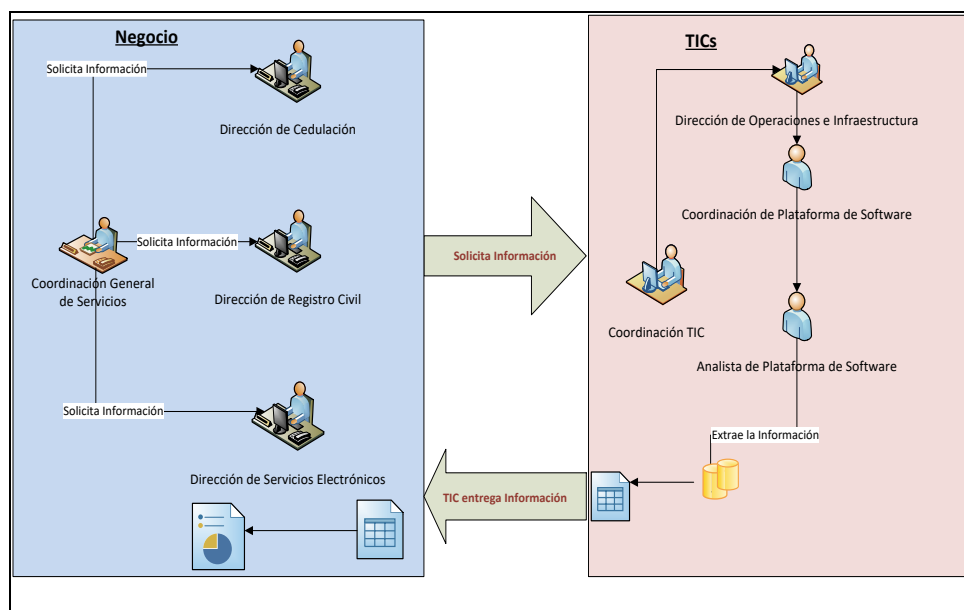 Negocio
Solicita Información
Dirección de Cedulación
Solicita Información
Coordinación General
de Servicios
Dirección de Registro Civil
Solicita Información
Dirección de Servicios Electrónicos
Solicita Información
TIC entrega Información
TICs
Dirección de Operaciones e Infraestructura
Coordinación de Plataforma de Software
Coordinación TIC
Analista de Plataforma de Software
Extrae la Información